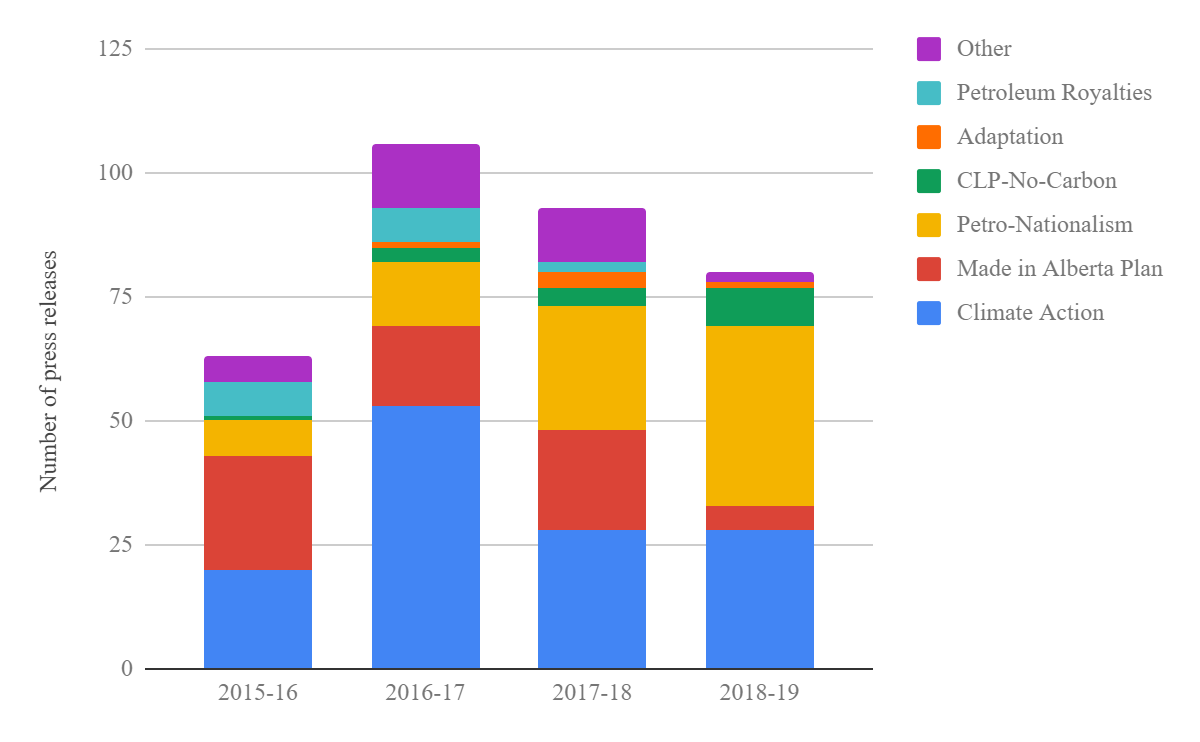 125
100
75
50
25
0
Number of press releases
2015-16
2016-17
2017-18
2018-19
Other
Petroleum Royalties
Adaptation
CLP-No-Carbon
Petro-Nationalism
Made in Alberta Plan
Climate Action